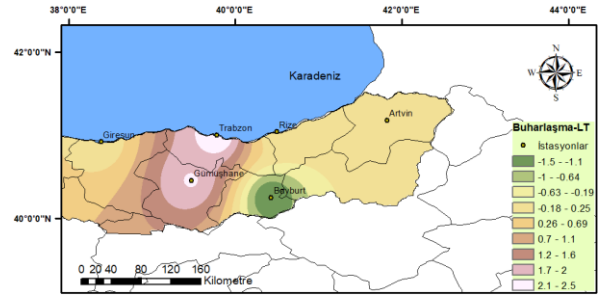 38°0'0"E 40°0'0"E 42°0'0"E 44°0'0"E
42°0'0"N
40°0'0"N
N
W E
S
Karadeniz
Giresun
Trabzon
Rize
Artvin
Gümüşhane
Bayburt
Buharlaşma-LT
İstasyonlar
-1.5 - -1.1
-1 - -0.64
-0.63 - -0.19
-0.18 - 0.25
0.26 - 0.69
0.7 - 1.1
1.2 - 1.6
1.7 - 2
2.1 - 2.5
0 20 40 80 120 160
Kilometre